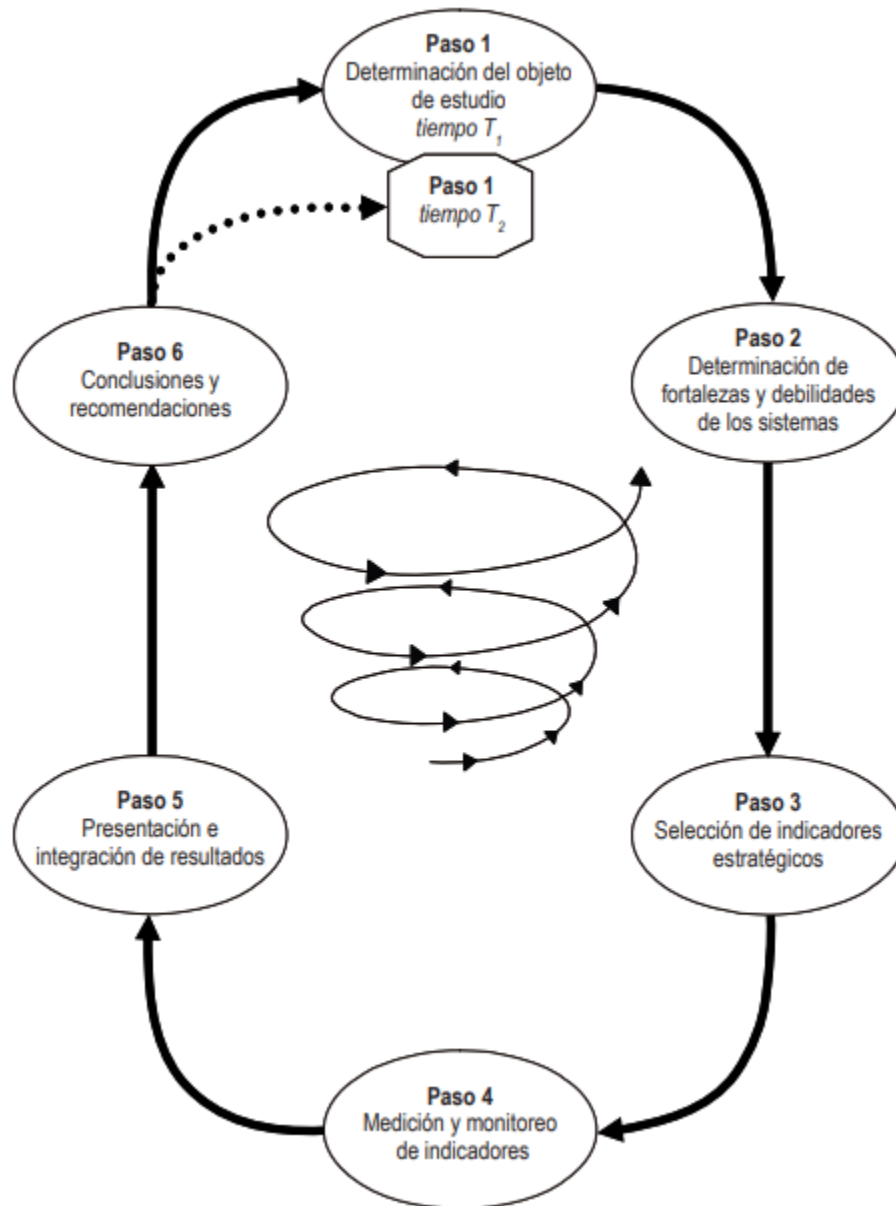 Paso 1
Determinación del objeto
de estudio
tiempo T₁
Paso 1
tiempo T₂
Paso 2
Determinación de
fortalezas y debilidades
de los sistemas
Paso 3
Selección de indicadores
estratégicos
Paso 4
Medición y monitoreo
de indicadores
Paso 5
Presentación e
integración de resultados
Paso 6
Conclusiones y
recomendaciones